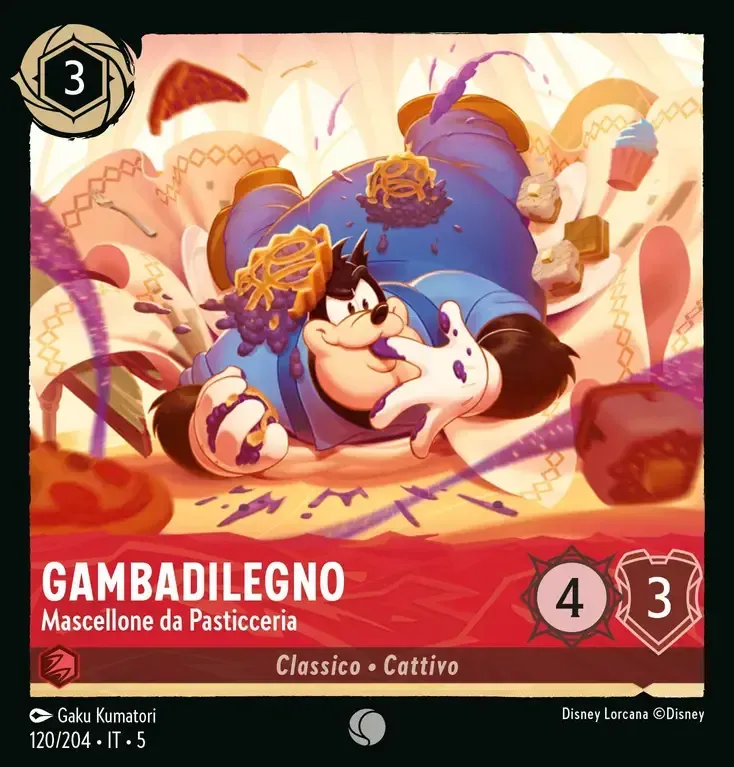 3
GAMBADILEGNO
Mascellone da Pasticceria
4
3
Classico • Cattivo
Gaku Kumatori
Disney Lorcana ©Disney
120/204 • IT • 5